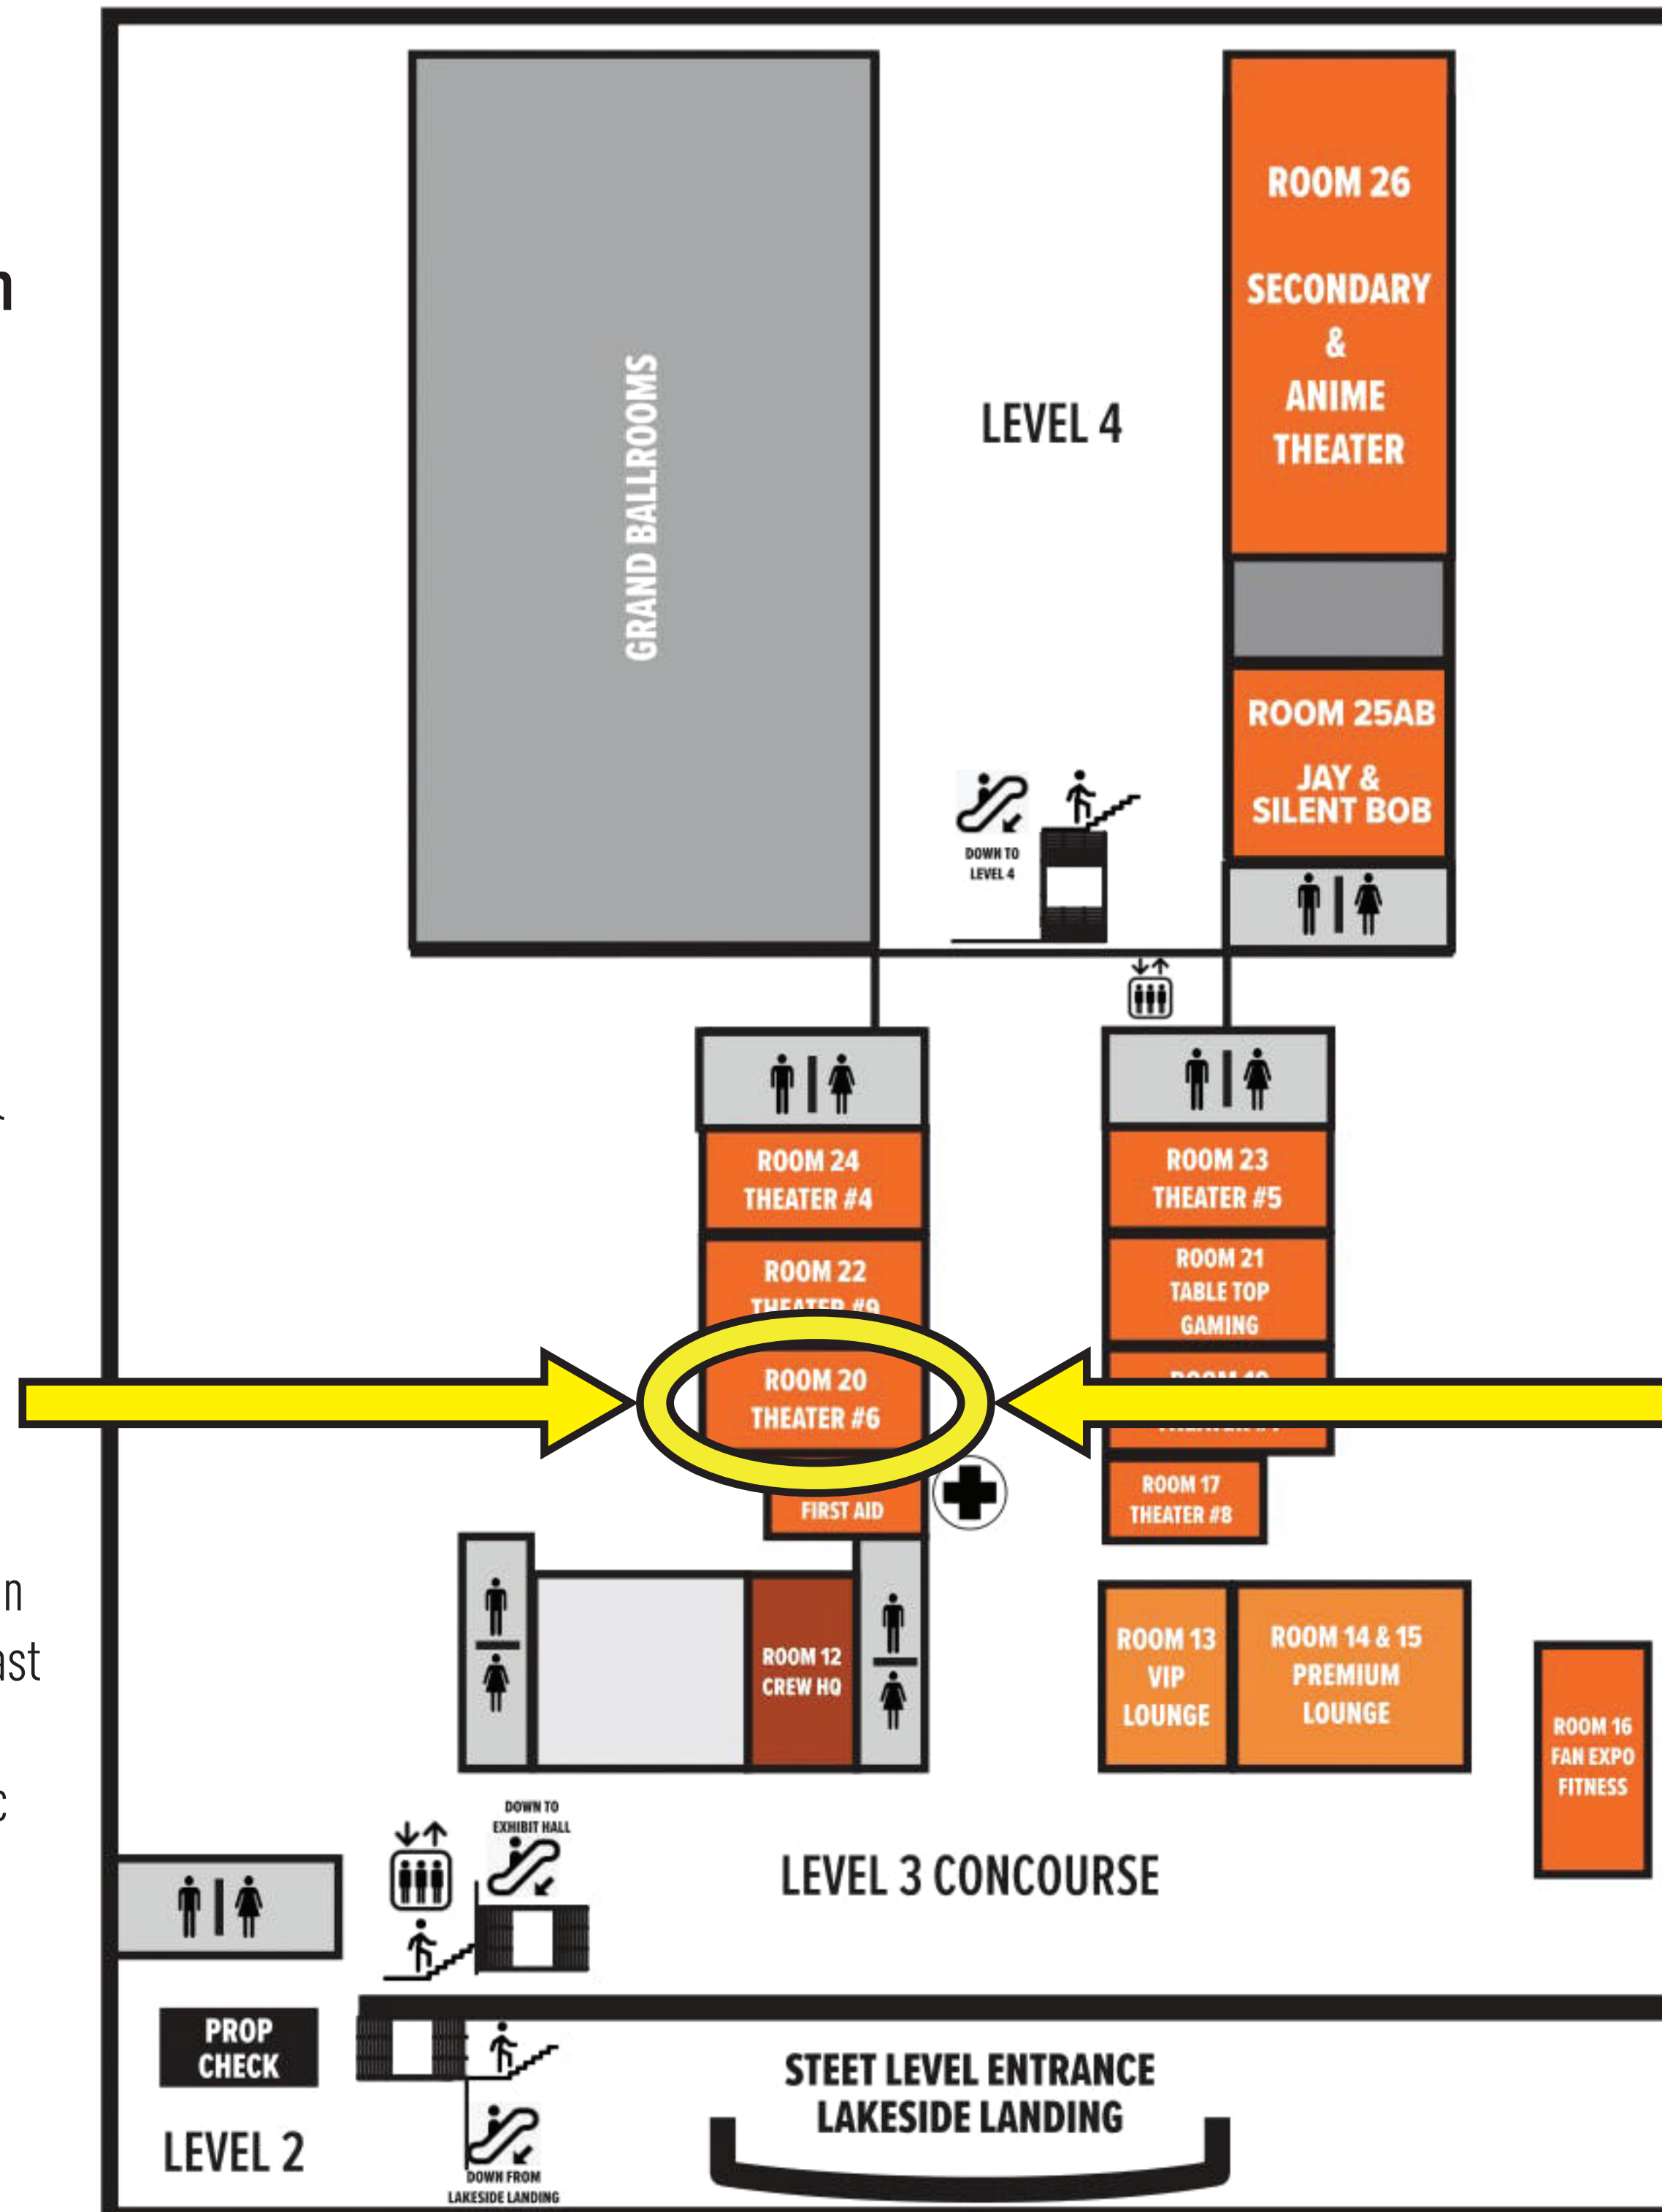 GRAND BALLROOMS
LEVEL 4
ROOM 26
SECONDARY
&
ANIME
THEATER
ROOM 25AB
JAY &
SILENT BOB
DOWN TO
LEVEL 4
ROOM 24
THEATER #4
ROOM 23
THEATER #5
ROOM 22
THEATER #9
ROOM 21
TABLE TOP
GAMING
ROOM 20
THEATER #6
FIRST AID
ROOM 17
THEATER #8
ROOM 12
CREW HQ
ROOM 13
VIP
LOUNGE
ROOM 14 & 15
PREMIUM
LOUNGE
ROOM 16
FAN EXPO
FITNESS
DOWN TO
EXHIBIT HALL
LEVEL 3 CONCOURSE
PROP
CHECK
LEVEL 2
STEET LEVEL ENTRANCE
LAKESIDE LANDING
DOWN FROM
LAKESIDE LANDING